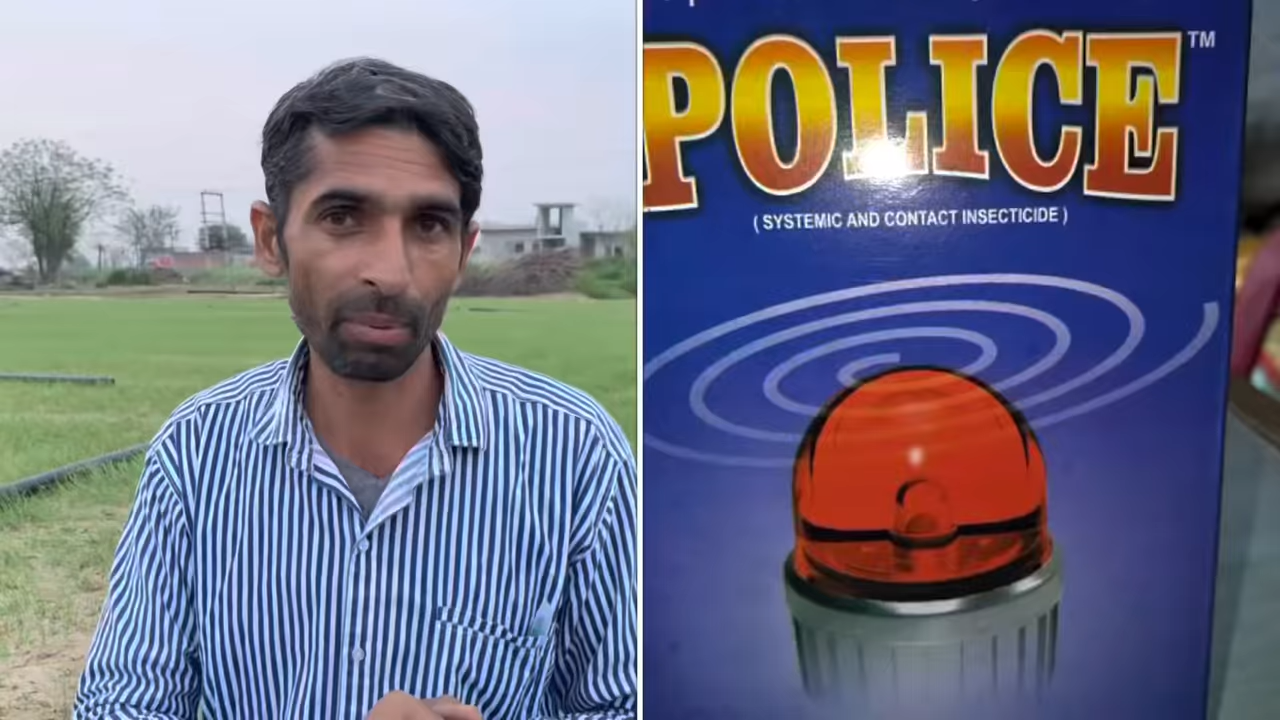 POLICE™
( SYSTEMIC AND CONTACT INSECTICIDE )